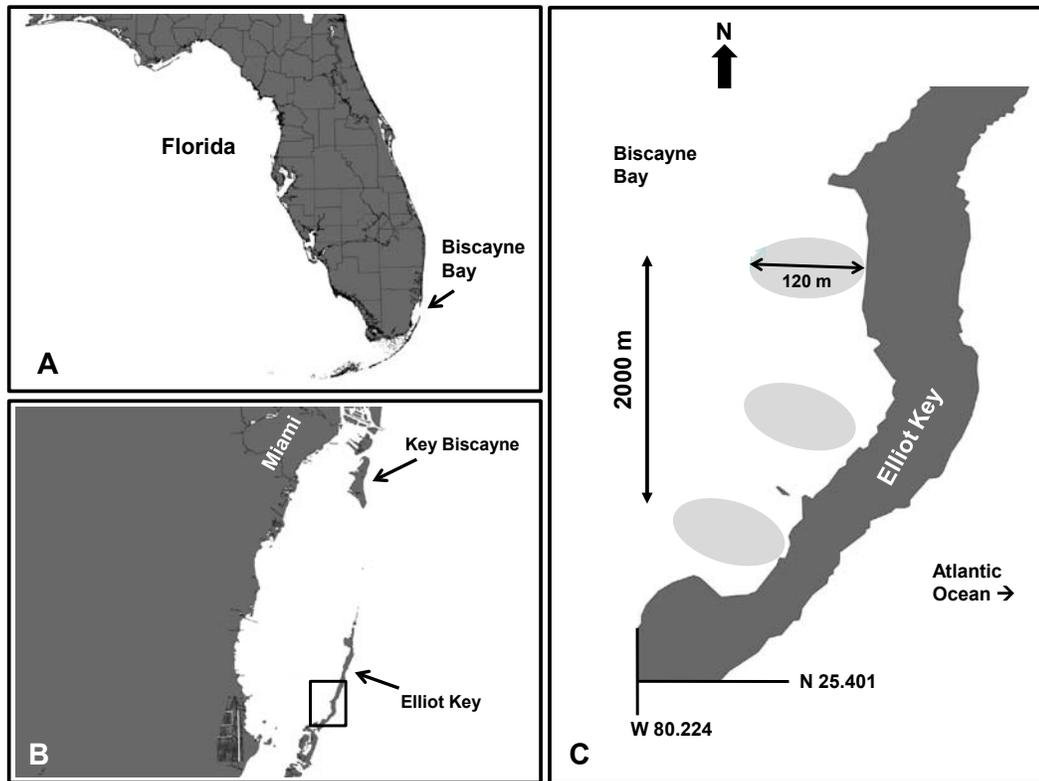 Florida
Biscayne
Bay
A
Miami
Key Biscayne
Elliot Key
B
N
Biscayne
Bay
120 m
2000 m
Elliot Key
Atlantic
Ocean →
N 25.401
W 80.224
C